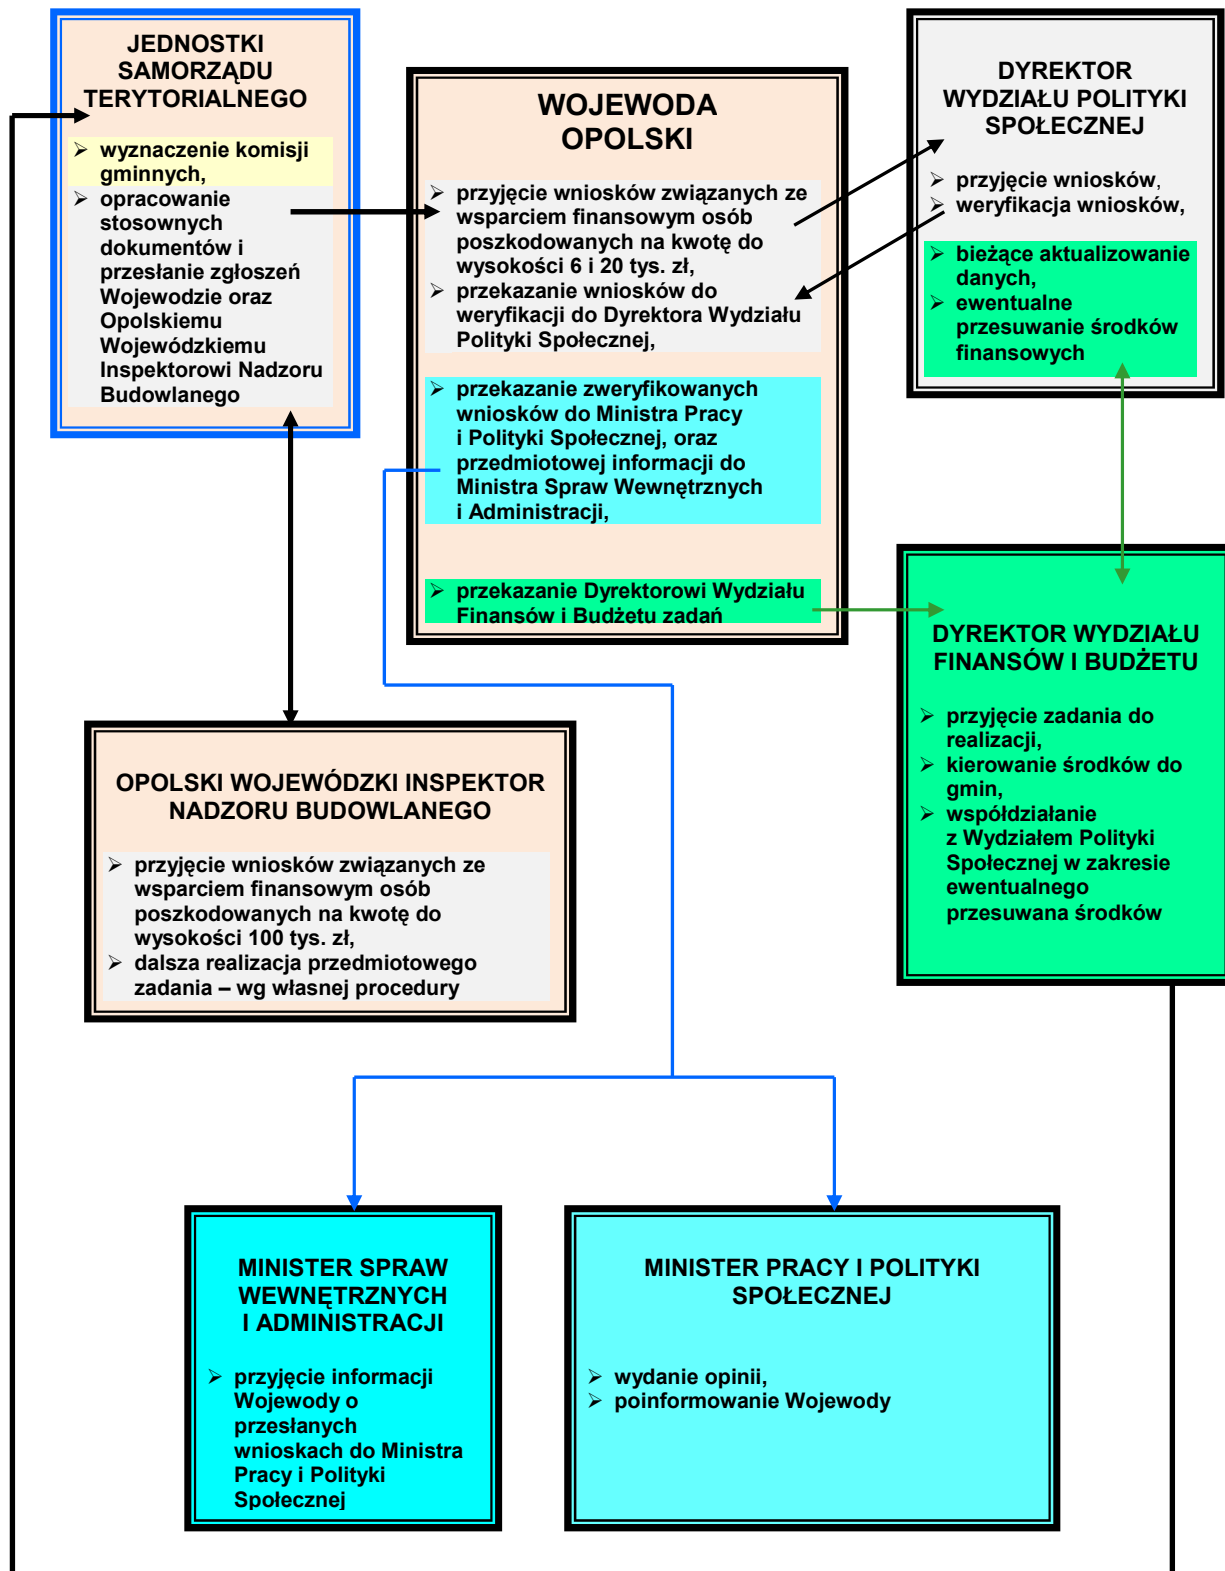 JEDNOSTKI
SAMORZĄDU
TERYTORIALNEGO
➢ wyznaczenie komisji
gminnych,
➢ opracowanie
stosownych
dokumentów i
przesłanie zgłoszeń
Wojewodzie oraz
Opolskiemu
Wojewódzkiemu
Inspektorowi Nadzoru
Budowlanego
WOJEWODA
OPOLSKI
➢ przyjęcie wniosków związanych ze
wsparciem finansowym osób
poszkodowanych na kwotę do
wysokości 6 i 20 tys. zł,
➢ przekazanie wniosków do
weryfikacji do Dyrektora Wydziału
Polityki Społecznej,
➢ przekazanie zweryfikowanych
wniosków do Ministra Pracy
i Polityki Społecznej, oraz
przedmiotowej informacji do
Ministra Spraw Wewnętrznych
i Administracji,
➢ przekazanie Dyrektorowi Wydziału
Finansów i Budżetu zadań
DYREKTOR
WYDZIAŁU POLITYKI
SPOŁECZNEJ
➢ przyjęcie wniosków,
➢ weryfikacja wniosków,
➢ bieżące aktualizowanie
danych,
➢ ewentualne
przesuwanie środków
finansowych
DYREKTOR WYDZIAŁU
FINANSÓW I BUDŻETU
➢ przyjęcie zadania do
realizacji,
➢ kierowanie środków do
gmin,
➢ współdziałanie
z Wydziałem Polityki
Społecznej w zakresie
ewentualnego
przesuwana środków
OPOLSKI WOJEWÓDZKI INSPEKTOR
NADZORU BUDOWLANEGO
➢ przyjęcie wniosków związanych ze
wsparciem finansowym osób
poszkodowanych na kwotę do
wysokości 100 tys. zł,
➢ dalsza realizacja przedmiotowego
zadania – wg własnej procedury
MINISTER SPRAW
WEWNĘTRZNYCH
I ADMINISTRACJI
➢ przyjęcie informacji
Wojewody o
przesłanych
wnioskach do Ministra
Pracy i Polityki
Społecznej
MINISTER PRACY I POLITYKI
SPOŁECZNEJ
➢ wydanie opinii,
➢ poinformowanie Wojewody